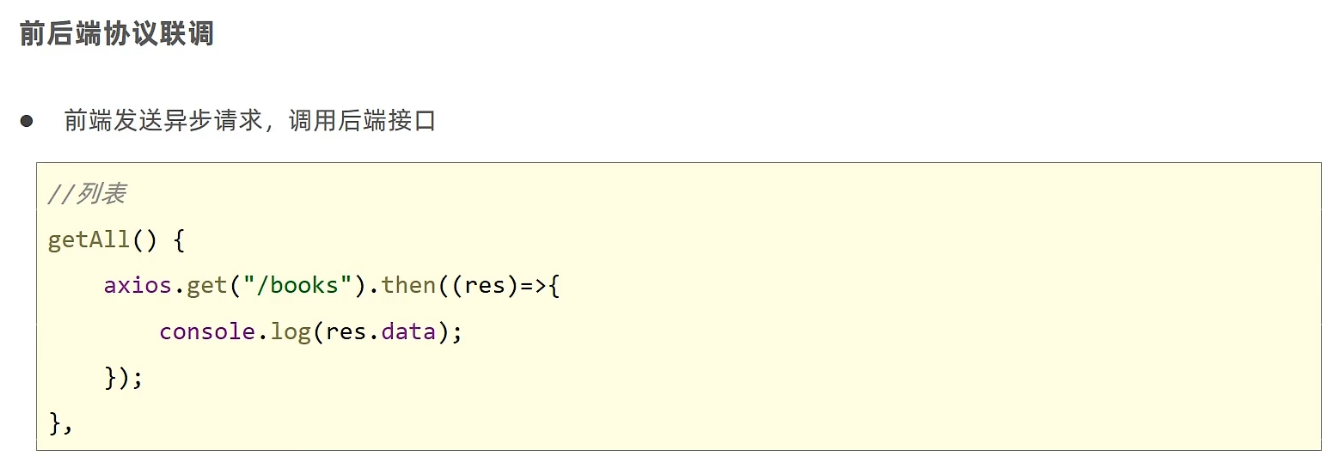 前后端协议联调
● 前端发送异步请求，调用后端接口
//列表
getAll() {
    axios.get("/books").then((res)=>{
        console.log(res.data);
    });
},